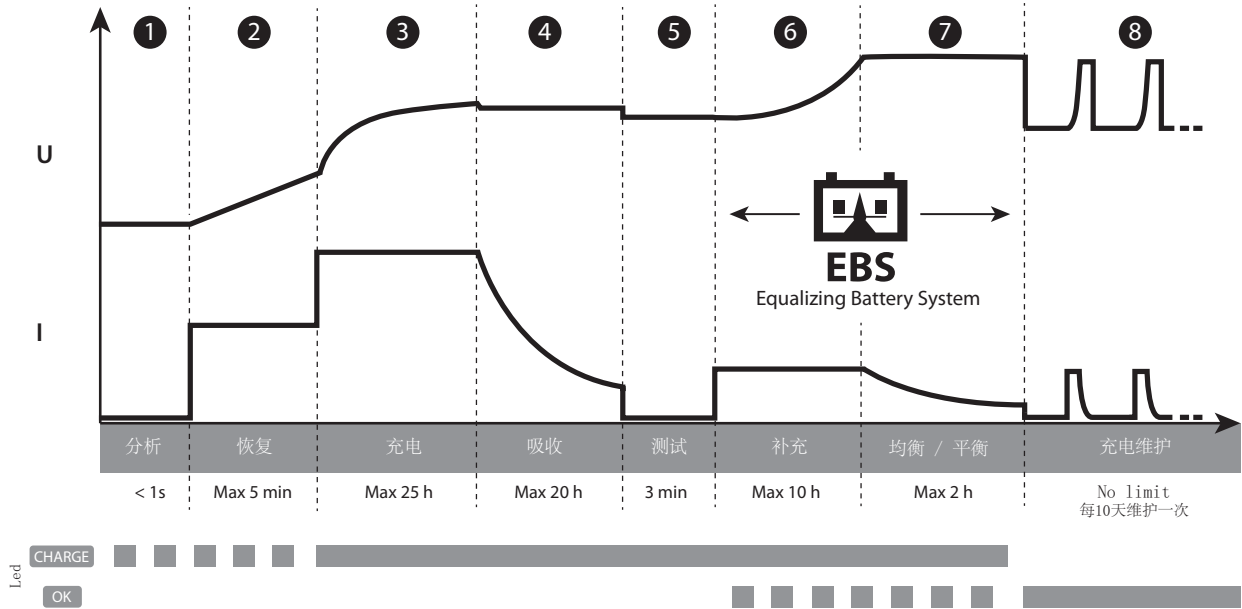 1 2 3 4 5 6 7 8
U
EBS
Equalizing Battery System
I
分析 恢复 充电 吸收 测试 补充 均衡 / 平衡 充电维护
< 1s Max 5 min Max 25 h Max 20 h 3 min Max 10 h Max 2 h No limit
每10天维护一次
Led
CHARGE
OK